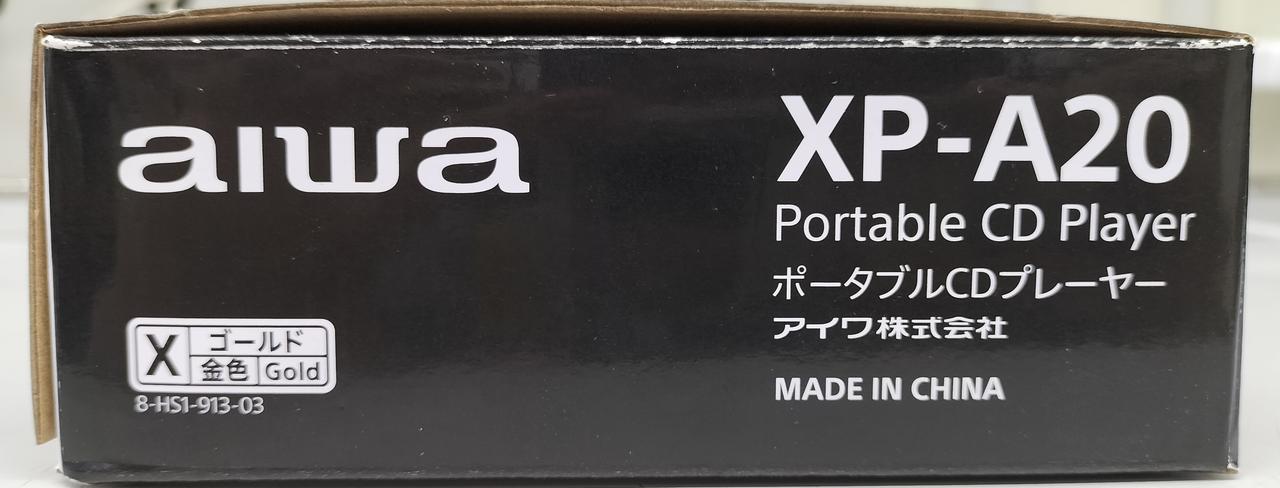 aiwa
XP-A20
Portable CD Player
ポータブルCDプレーヤー
アイワ株式会社
MADE IN CHINA
X
ゴールド
金色 Gold
8-HS1-913-03